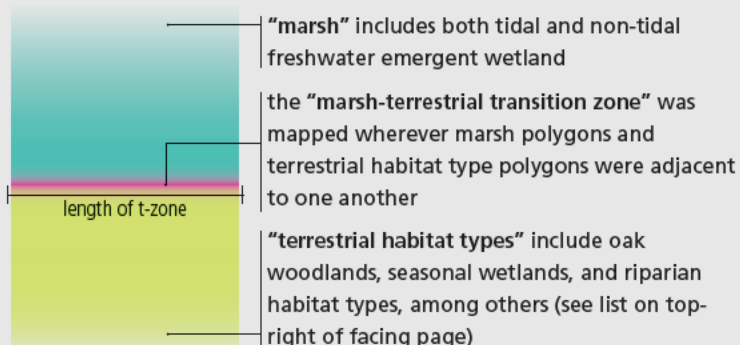 “marsh” includes both tidal and non-tidal
freshwater emergent wetland
the “marsh-terrestrial transition zone” was
mapped wherever marsh polygons and
terrestrial habitat type polygons were adjacent
to one another
length of t-zone
“terrestrial habitat types” include oak
woodlands, seasonal wetlands, and riparian
habitat types, among others (see list on top-
right of facing page)